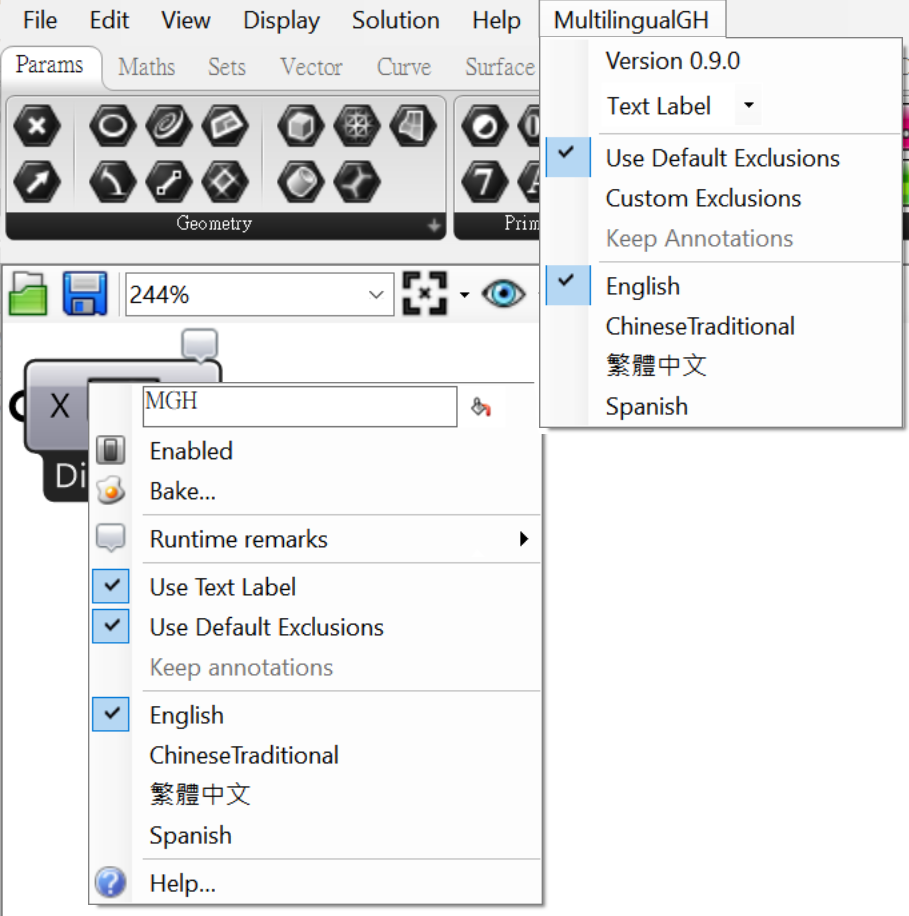 File Edit View Display Solution Help MultilingualGH
Params Maths Sets Vector Curve Surface
Version 0.9.0
Text Label
Use Default Exclusions
Custom Exclusions
Keep Annotations
English
ChineseTraditional
繁體中文
Spanish
7
Geometry
Prim
244%
X
Di
MGH
Enabled
Bake...
Runtime remarks
Use Text Label
Use Default Exclusions
Keep annotations
English
ChineseTraditional
繁體中文
Spanish
Help...